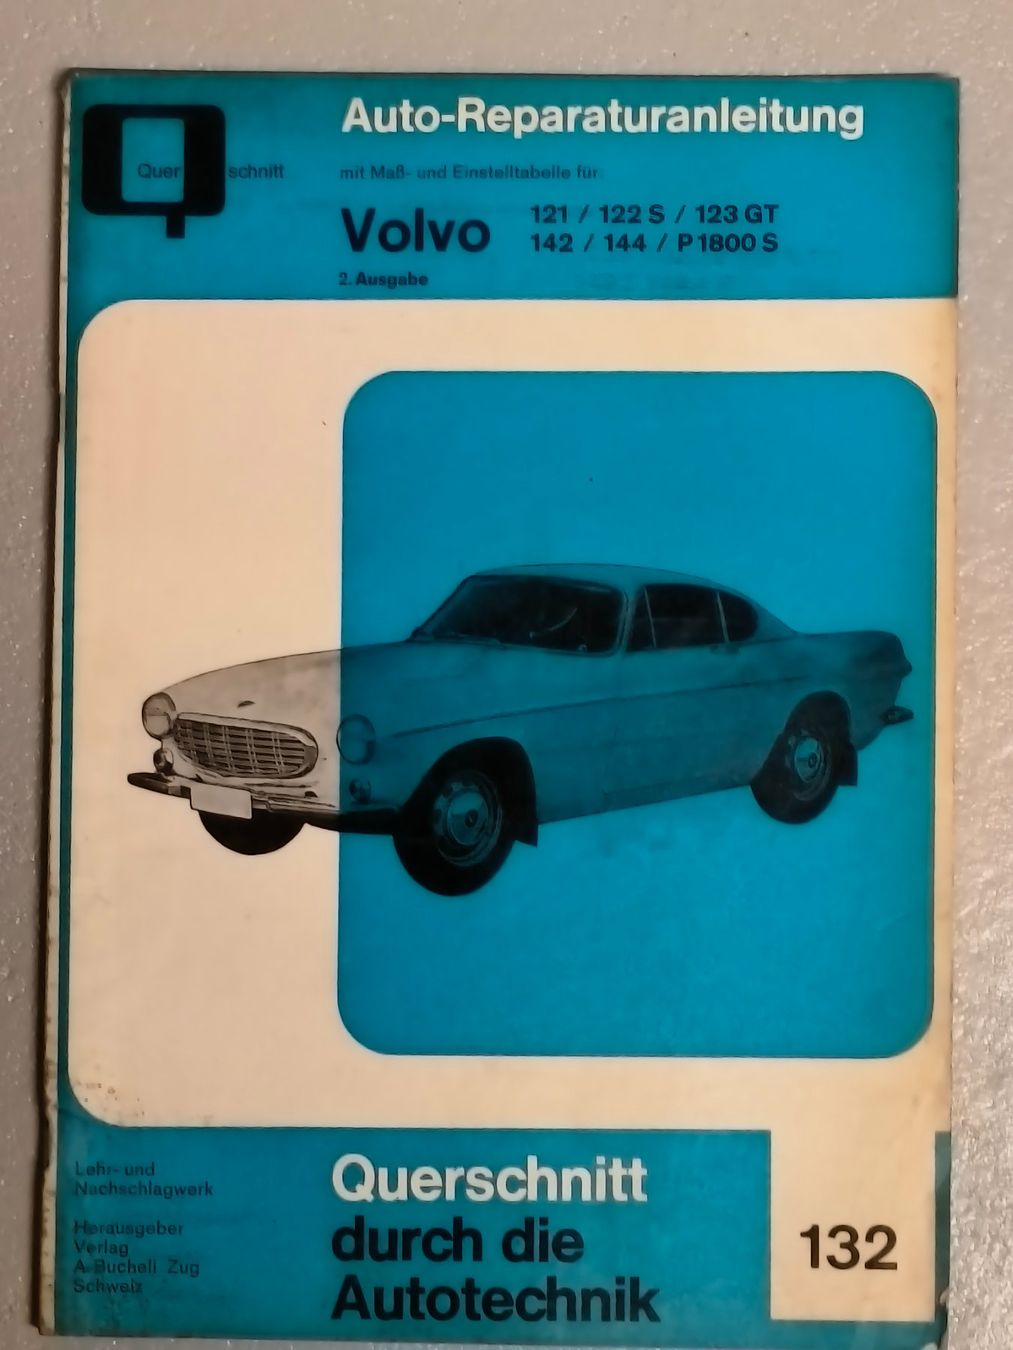 Auto-Reparaturanleitung
Quer schnitt
mit Maß- und Einstelltabelle für
Volvo
121 / 122 S / 123 GT
142 / 144 / P 1800 S
2. Ausgabe
Lehr- und
Nachschlagwerk
Herausgeber
Verlag
A. Bucheli Zug
Schweiz
Querschnitt
durch die
Autotechnik
132